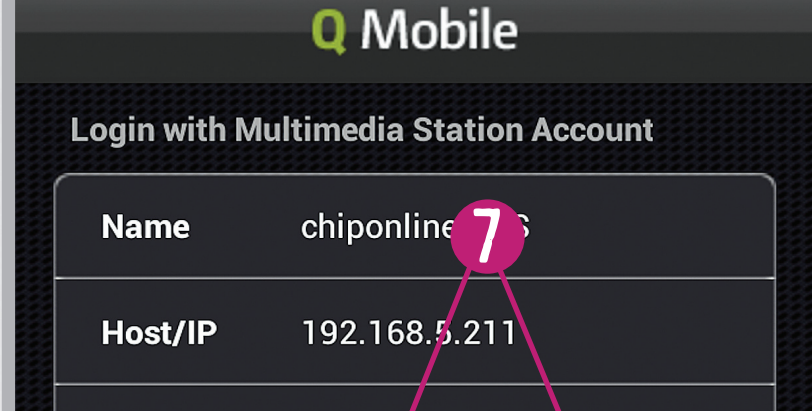 Q Mobile
Login with Multimedia Station Account
Name chiponline
7
Host/IP 192.168.5.211